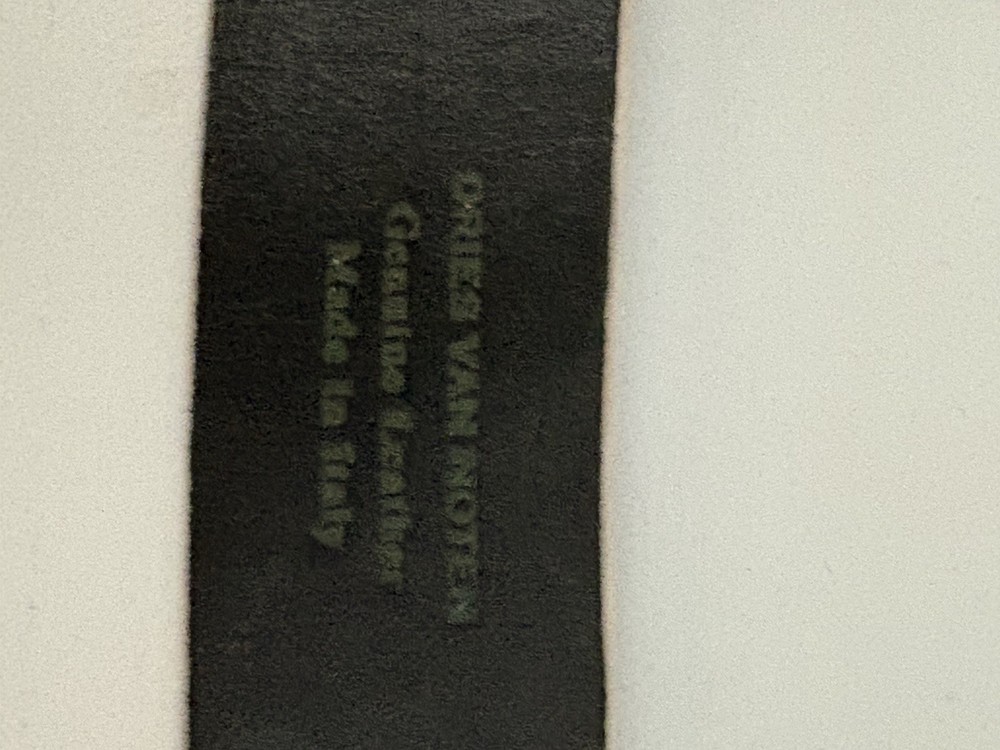 DRIES VAN NOTEN
Genuine Leather
Made in Italy